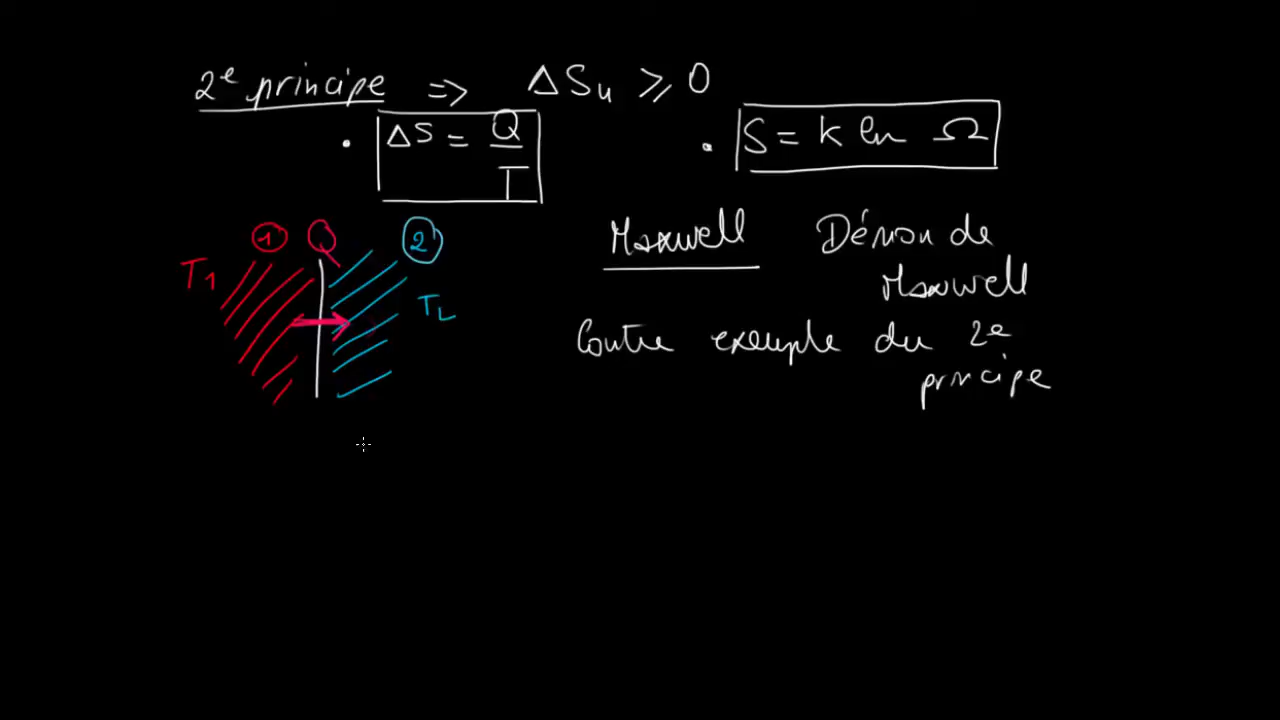 2e principe => ΔSu ⩾ 0
• ΔS = Q/T • S = k ln Ω
1 Q 2
T1 T2
Maxwell Démon de
Maxwell
Contre exemple du 2e
principe